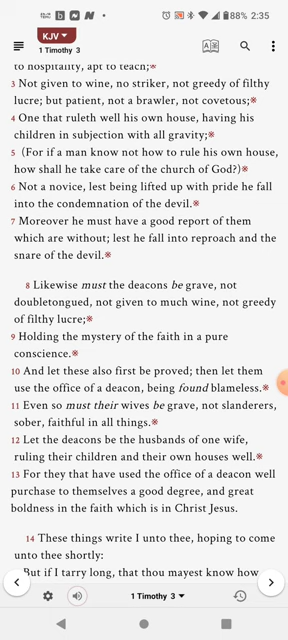 88% 2:35
KJV
1 Timothy 3
to hospitality, apt to teach;※
3 Not given to wine, no striker, not greedy of filthy
lucre; but patient, not a brawler, not covetous;※
4 One that ruleth well his own house, having his
children in subjection with all gravity;※
5 (For if a man know not how to rule his own house,
how shall he take care of the church of God?)※
6 Not a novice, lest being lifted up with pride he fall
into the condemnation of the devil.※
7 Moreover he must have a good report of them
which are without; lest he fall into reproach and the
snare of the devil.※
8 Likewise must the deacons be grave, not
doubletongued, not given to much wine, not greedy
of filthy lucre;※
9 Holding the mystery of the faith in a pure
conscience.※
10 And let these also first be proved; then let them
use the office of a deacon, being found blameless.※
11 Even so must their wives be grave, not slanderers,
sober, faithful in all things.※
12 Let the deacons be the husbands of one wife,
ruling their children and their own houses well.※
13 For they that have used the office of a deacon well
purchase to themselves a good degree, and great
boldness in the faith which is in Christ Jesus.
14 These things write I unto thee, hoping to come
unto thee shortly:
But if I tarry long, that thou mayest know how
1 Timothy 3